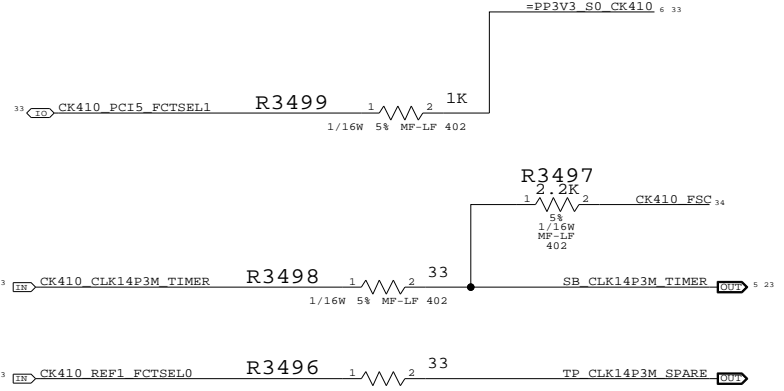 =PP3V3_S0_CK410 6 33
33 IO CK410_PCI5_FCTSEL1 R3499 1 2 1K
1/16W 5% MF-LF 402
R3497
2.2K
1 2 CK410_FSC 34
5%
1/16W
MF-LF
402
3 IN CK410_CLK14P3M_TIMER R3498 1 2 33 SB_CLK14P3M_TIMER OUT 5 23
1/16W 5% MF-LF 402
3 IN CK410_REF1_FCTSEL0 R3496 1 2 33 TP_CLK14P3M_SPARE OUT